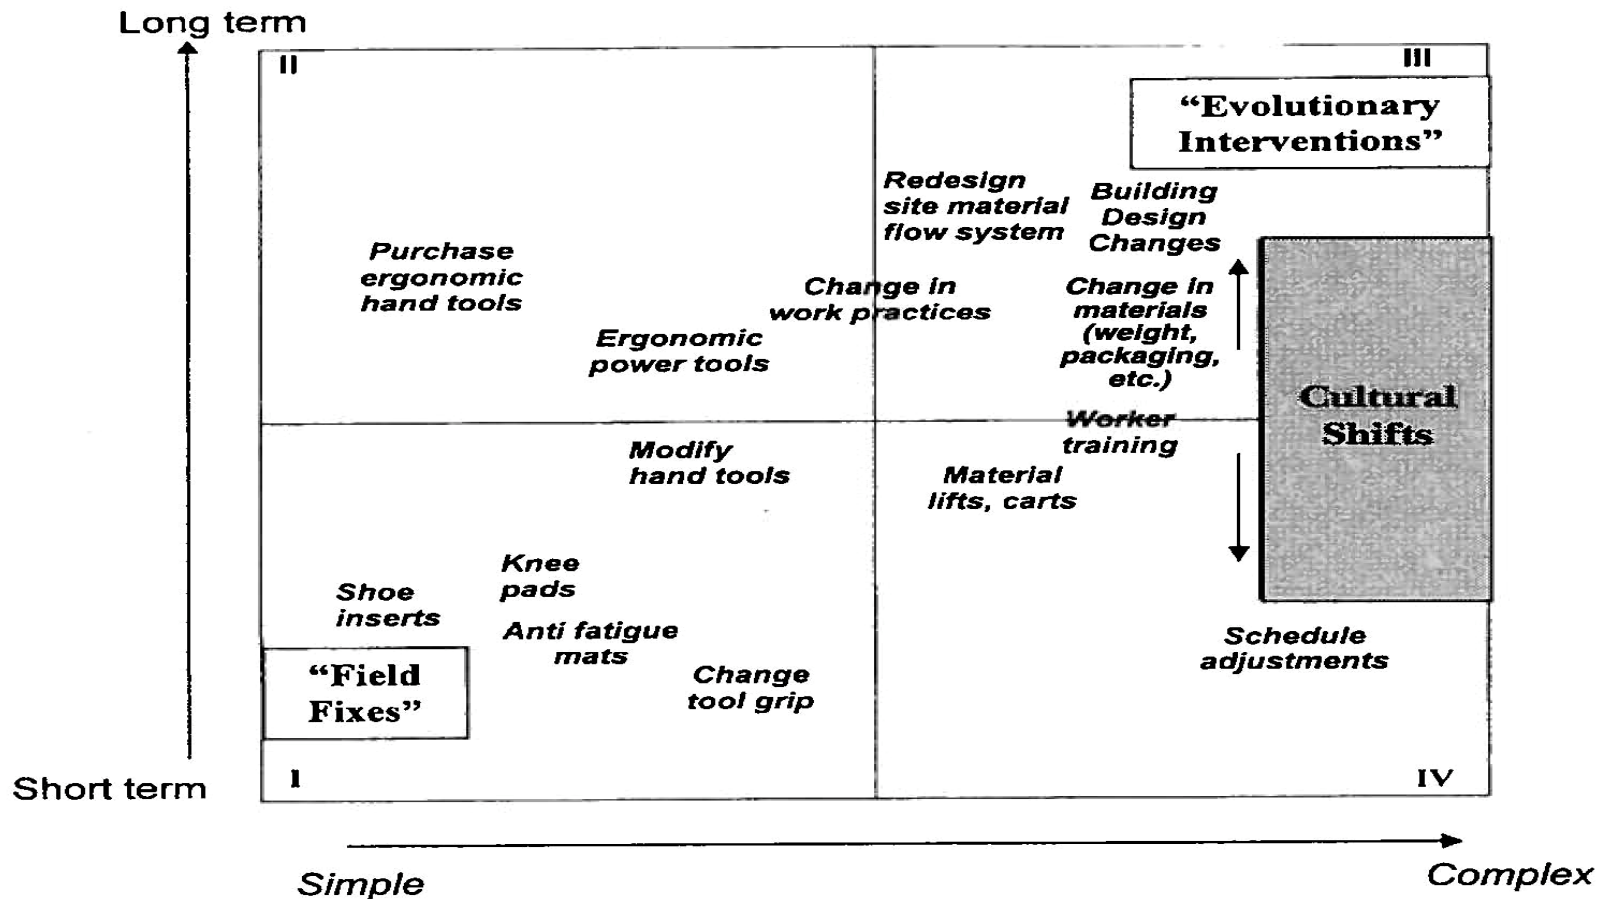 Long term
II
III
“Evolutionary
Interventions”
Redesign
site material
flow system
Building
Design
Changes
Purchase
ergonomic
hand tools
Change in
work practices
Change in
materials
(weight,
packaging,
etc.)
Ergonomic
power tools
Cultural
Shifts
Worker
training
Modify
hand tools
Material
lifts, carts
Knee
pads
Shoe
inserts
Anti fatigue
mats
Schedule
adjustments
“Field
Fixes”
Change
tool grip
I
IV
Short term
Simple
Complex